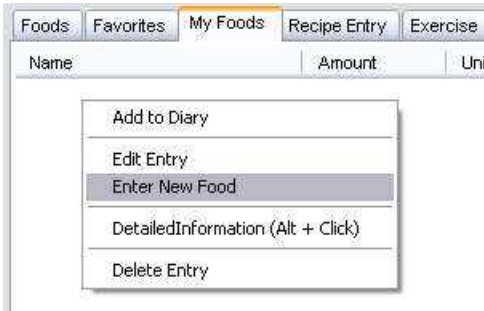 Foods Favorites My Foods Recipe Entry Exercise
Name Amount
Add to Diary
Edit Entry
Enter New Food
DetailedInformation (Alt + Click)
Delete Entry